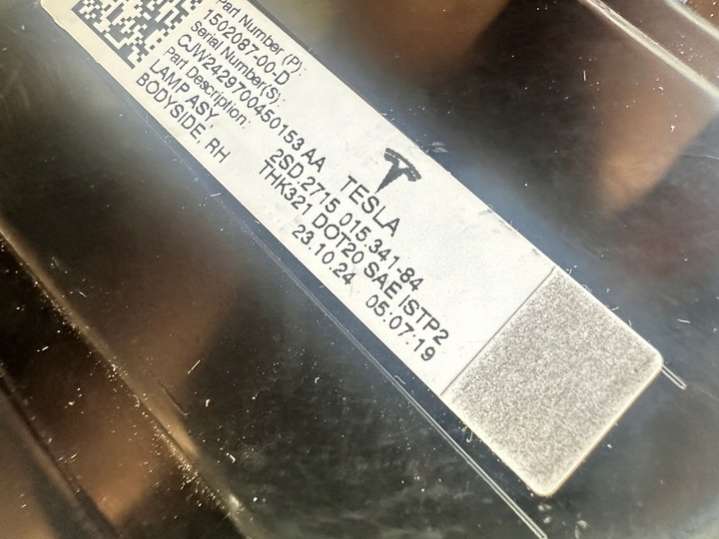 Part Number (P):
1502087-00-D
Serial Number(S):
CJW2429700450153 AA
Part Description:
LAMP ASY,
BODYSIDE, RH
TESLA
2SD.2715 015.341-84
THK321 DOT20 SAE ISTP2
23.10.24 05:07:19